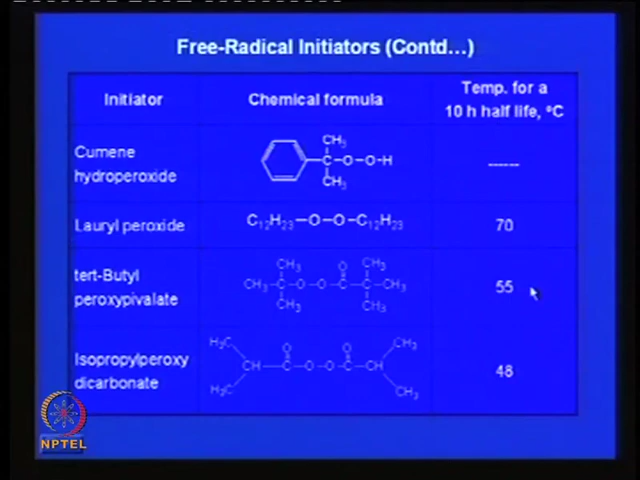 Free-Radical Initiators (Contd...)
Initiator
Chemical formula
Temp. for a
10 h half life, ºC
Cumene
hydroperoxide
CH₃
C–O–O–H
CH₃
------
Lauryl peroxide
C₁₂H₂₃–O–O–C₁₂H₂₃
70
tert-Butyl
peroxypivalate
CH₃ O CH₃
CH₃–C–O–O–C–C–CH₃
CH₃ CH₃
55
Isopropylperoxy
dicarbonate
H₃C O O CH₃
CH–C–O–O–C–CH
H₃C CH₃
48
NPTEL